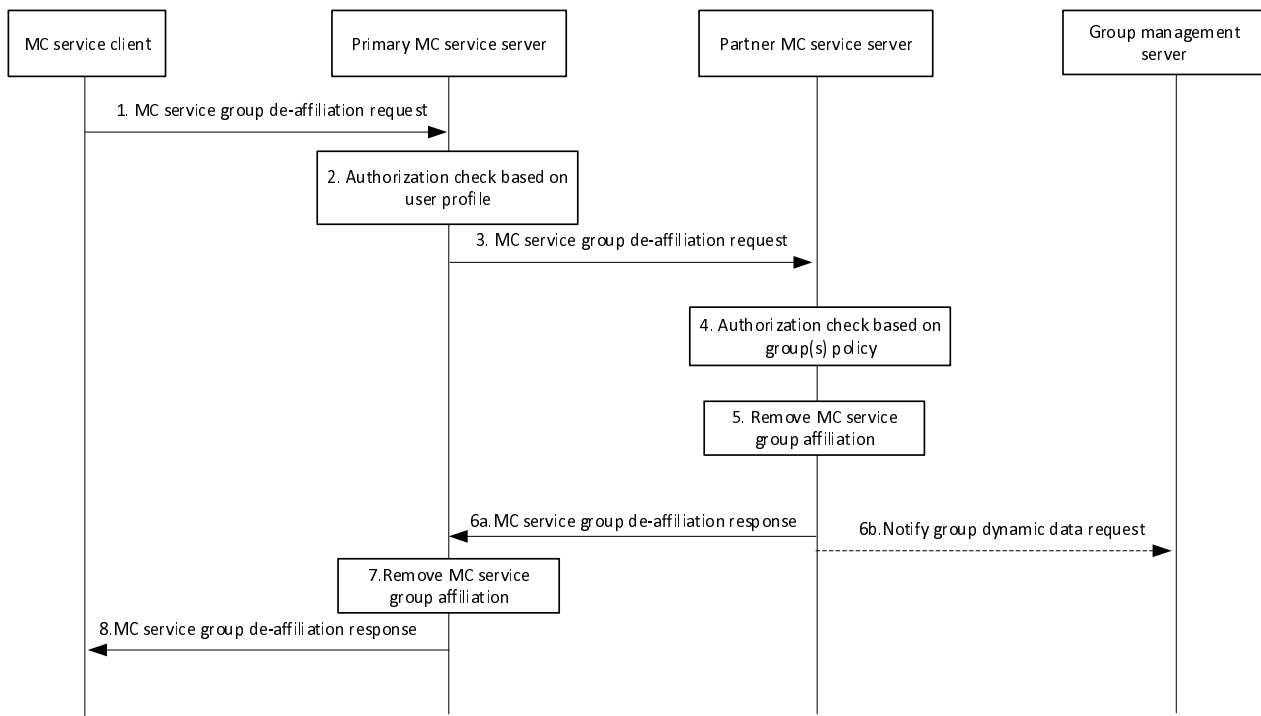 MC service client
Primary MC service server
Partner MC service server
Group management
server
1. MC service group de-affiliation request
2. Authorization check based on
user profile
3. MC service group de-affiliation request
4. Authorization check based on
group(s) policy
5. Remove MC service
group affiliation
6a.MC service group de-affiliation response
6b.Notify group dynamic data request
7.Remove MC service
group affiliation
8.MC service group de-affiliation response